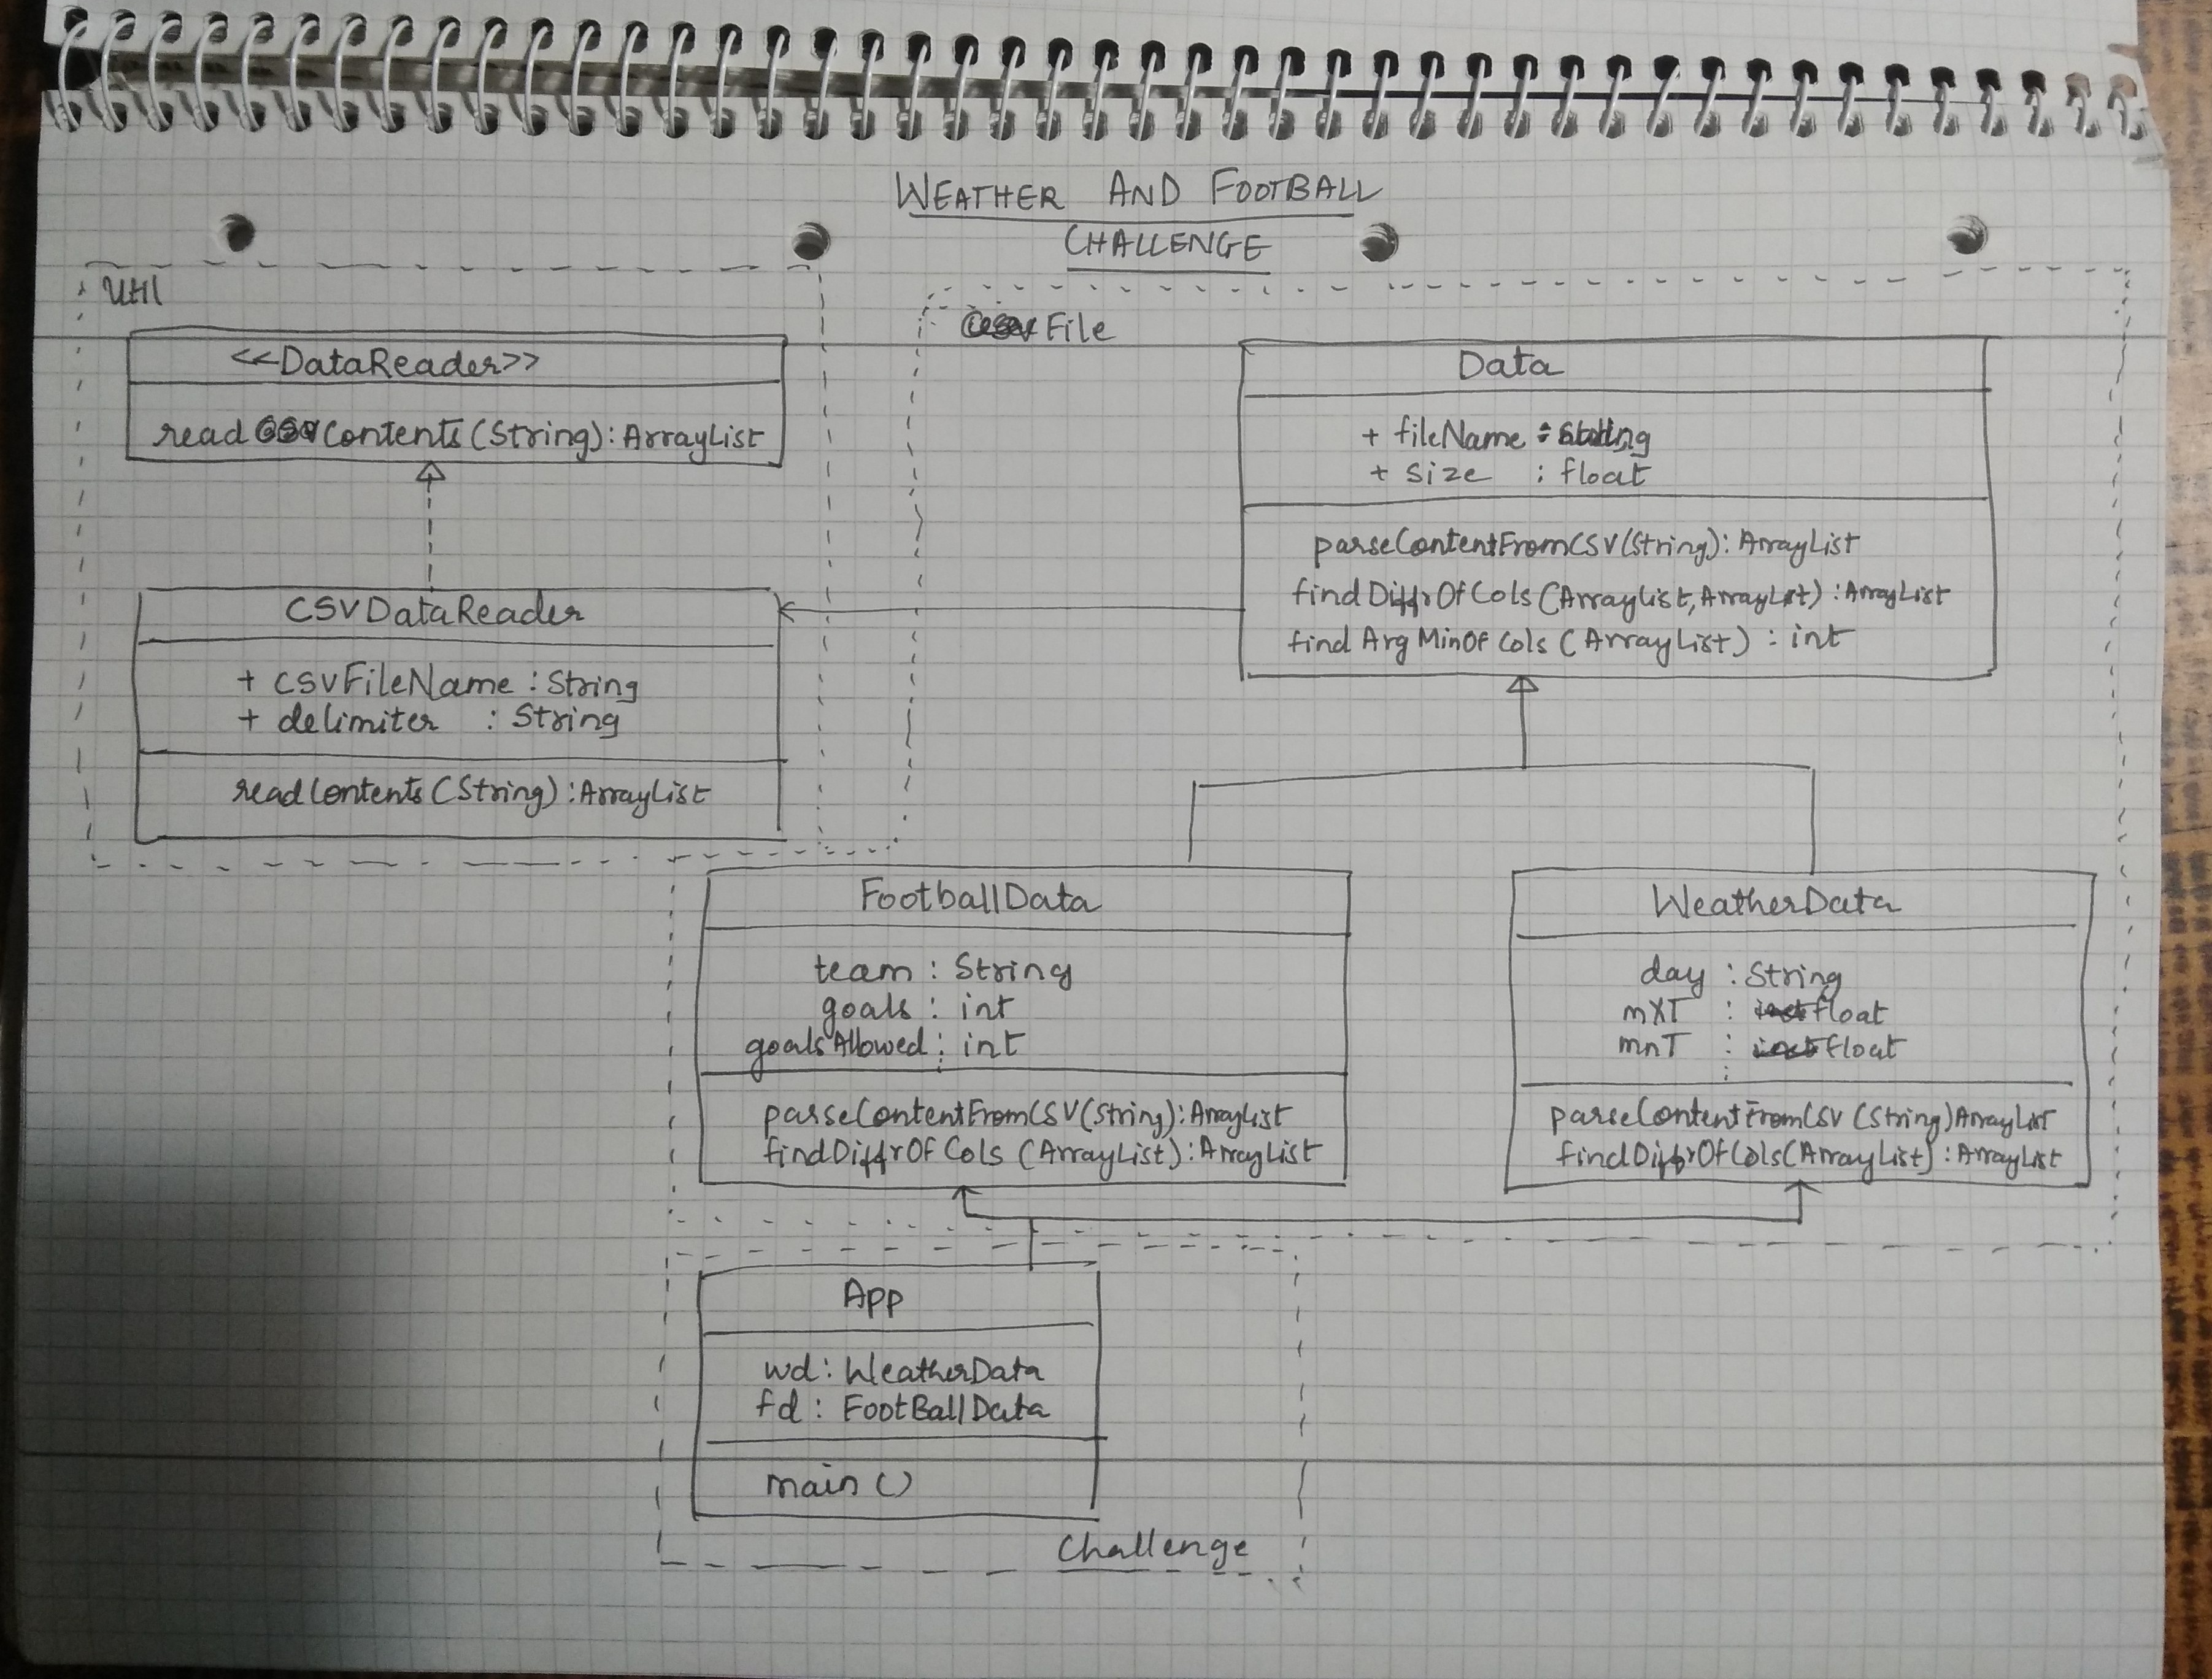 WEATHER AND FOOTBALL
CHALLENGE
Util
<<DataReader>>
readContents(String): ArrayList
CSVDataReader
+ csvFileName : String
+ delimiter : String
readContents(String) : ArrayList
File
Data
+ fileName : String
+ size : float
parseContentFromCSV(String): ArrayList
findDiffrOfCols(ArrayList, ArrayList) : ArrayList
findArgMinOfCols(ArrayList) : int
FootballData
team : String
goals : int
goalsAllowed : int
parseContentFromCSV(String): ArrayList
findDiffrOfCols (ArrayList) : ArrayList
WeatherData
day : String
mXT : float
mnT : float
parseContentFromCSV (String) ArrayList
findDiffrOfCols(ArrayList) : ArrayList
App
wd : WeatherData
fd : FootBallData
main ()
Challenge